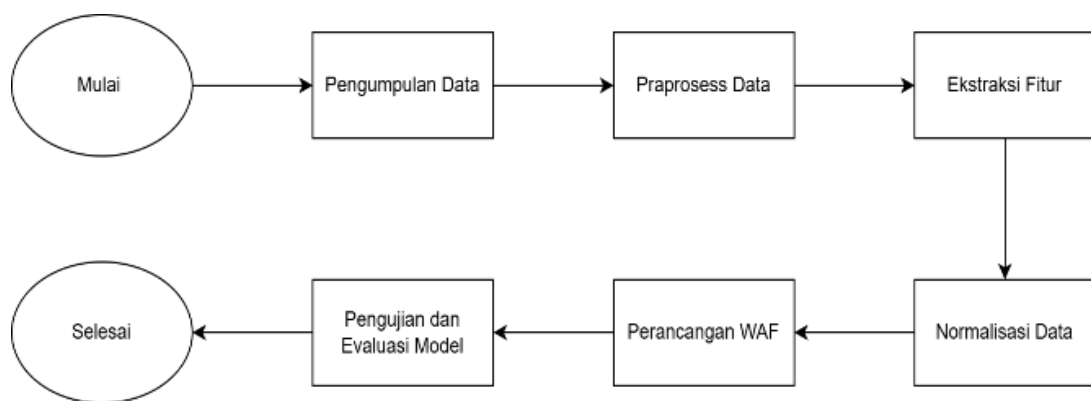 Mulai
Pengumpulan Data
Praprosess Data
Ekstraksi Fitur
Normalisasi Data
Perancangan WAF
Pengujian dan
Evaluasi Model
Selesai